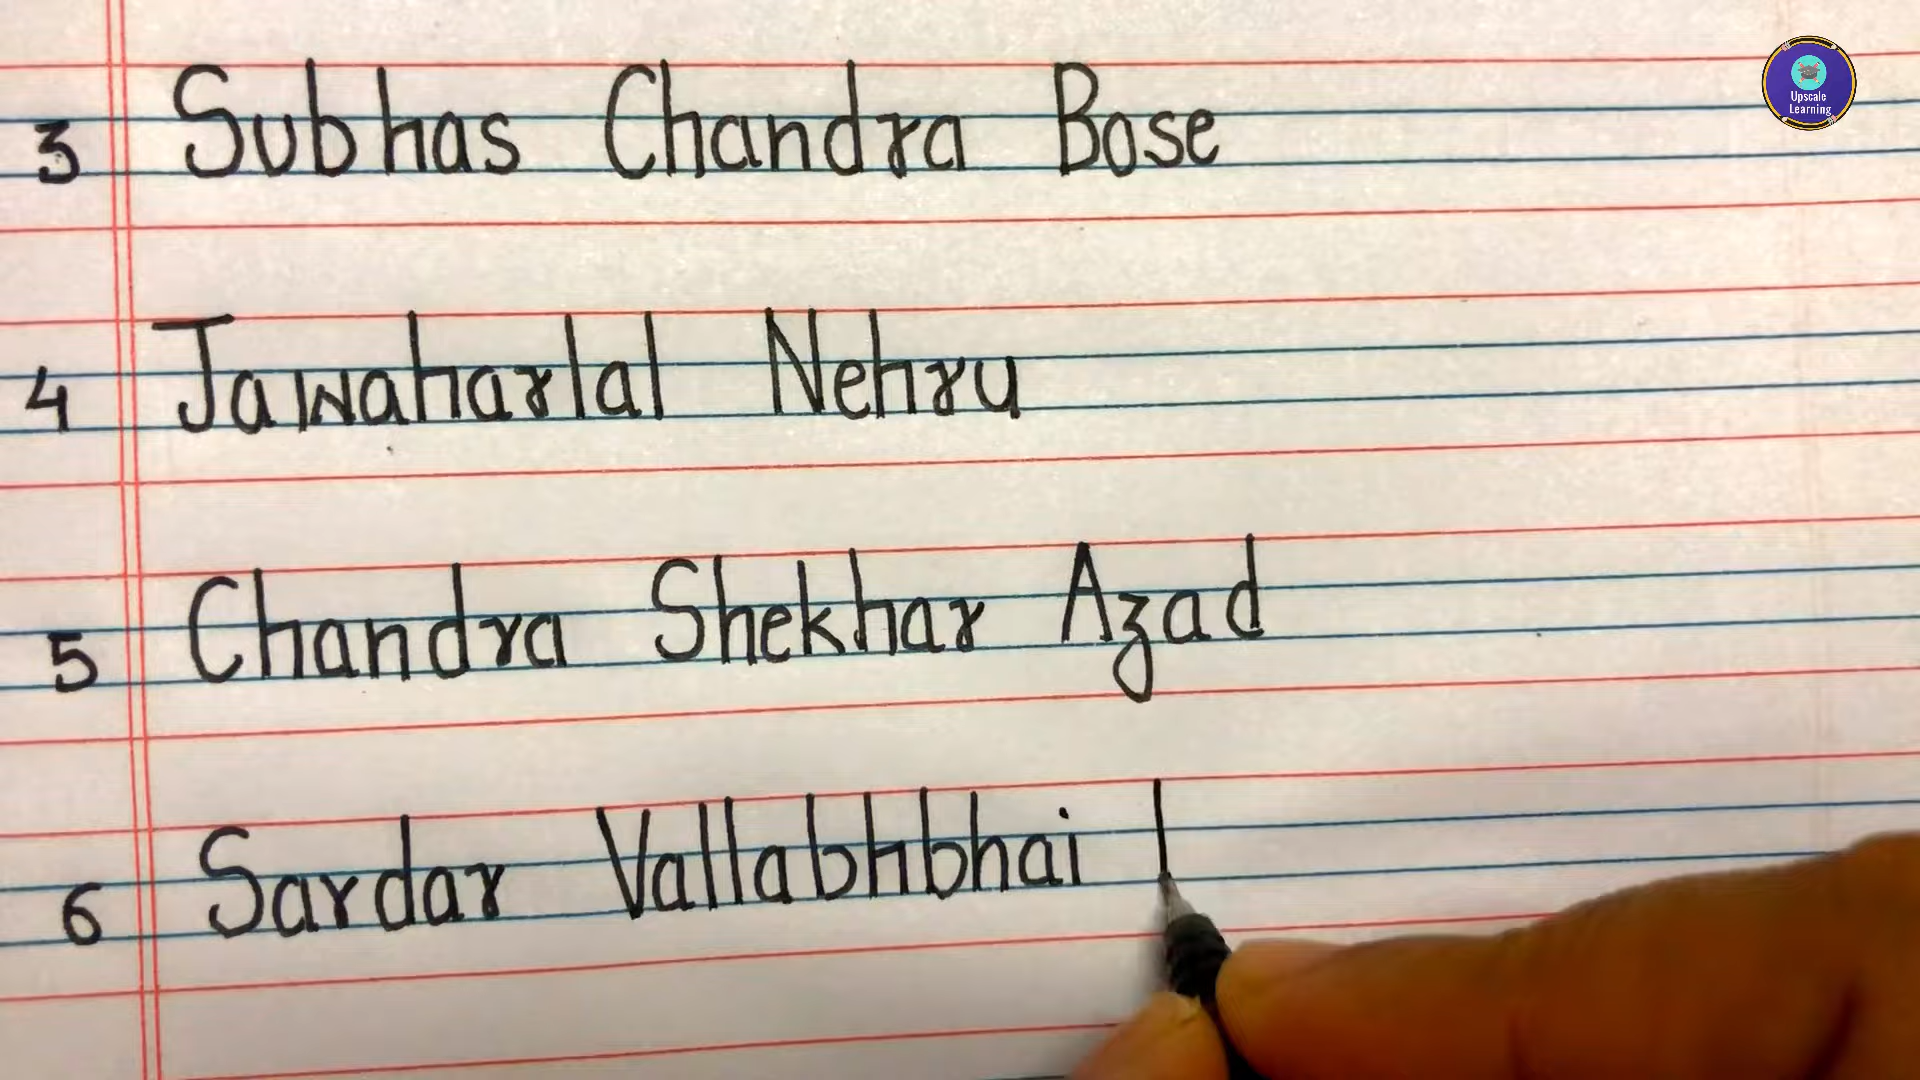 3 Subhas Chandra Bose
4 Jawaharlal Nehru
5 Chandra Shekhar Azad
6 Sardar Vallabhbhai
Upscale
Learning